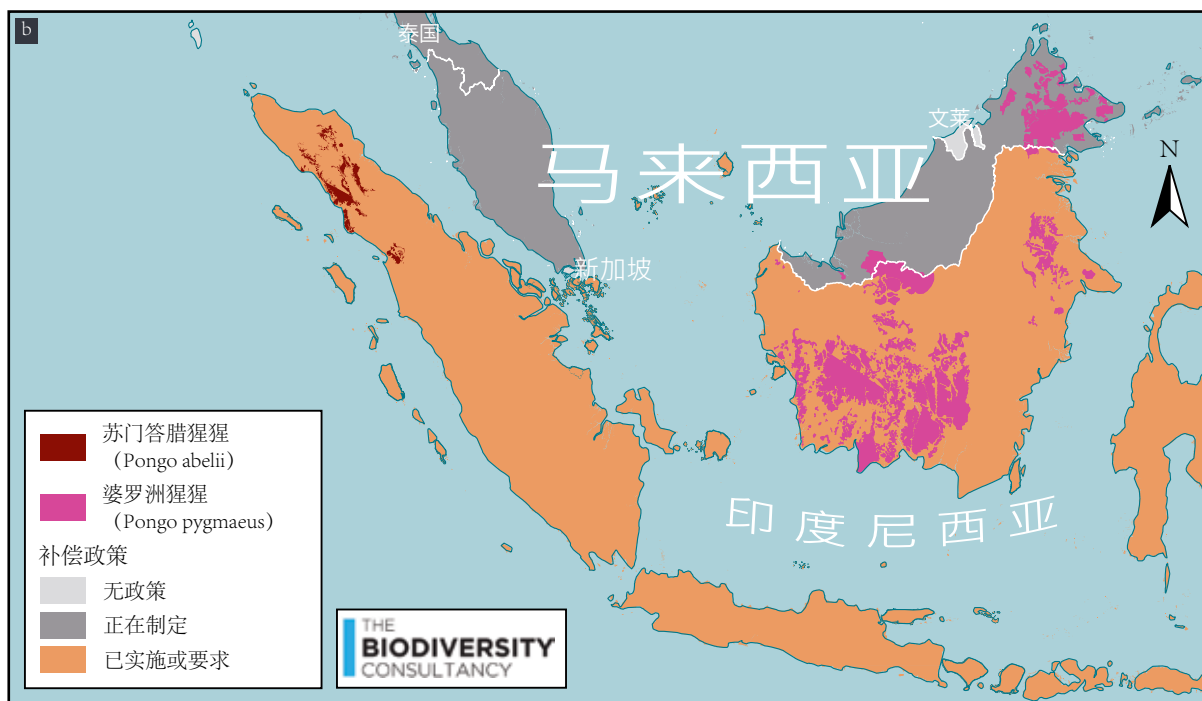 b
泰国
文莱
马来西亚
N
新加坡
印度尼西亚
苏门答腊猩猩
（Pongo abelii）
婆罗洲猩猩
（Pongo pygmaeus）
补偿政策
无政策
正在制定
已实施或要求
THE
BIODIVERSITY
CONSULTANCY